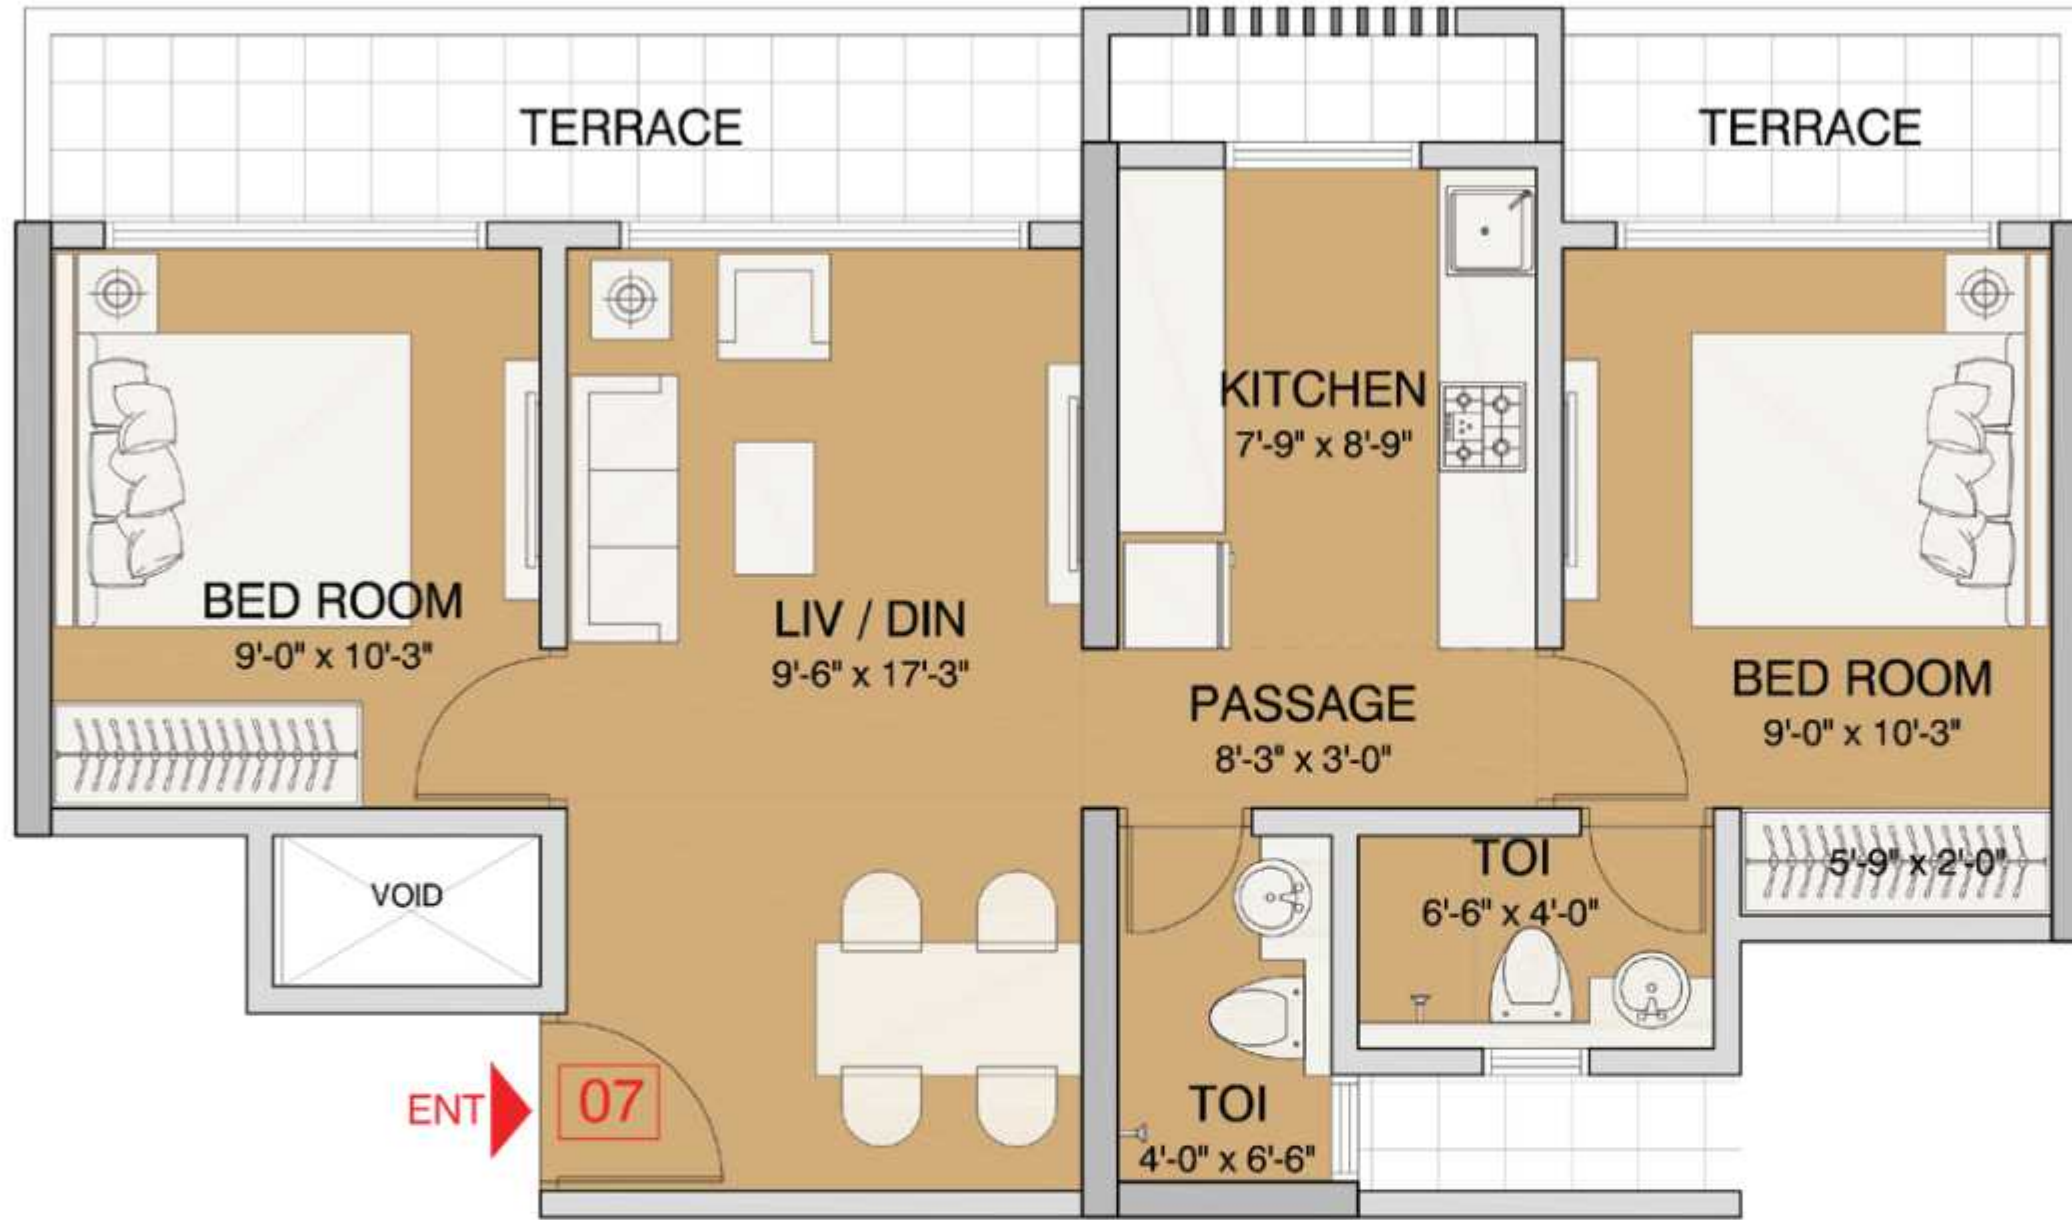 TERRACE
TERRACE
KITCHEN
7'-9" x 8'-9"
BED ROOM
9'-0" x 10'-3"
LIV / DIN
9'-6" x 17'-3"
PASSAGE
8'-3" x 3'-0"
BED ROOM
9'-0" x 10'-3"
VOID
TOI
6'-6" x 4'-0"
5'-9" x 2'-0"
ENT
07
TOI
4'-0" x 6'-6"